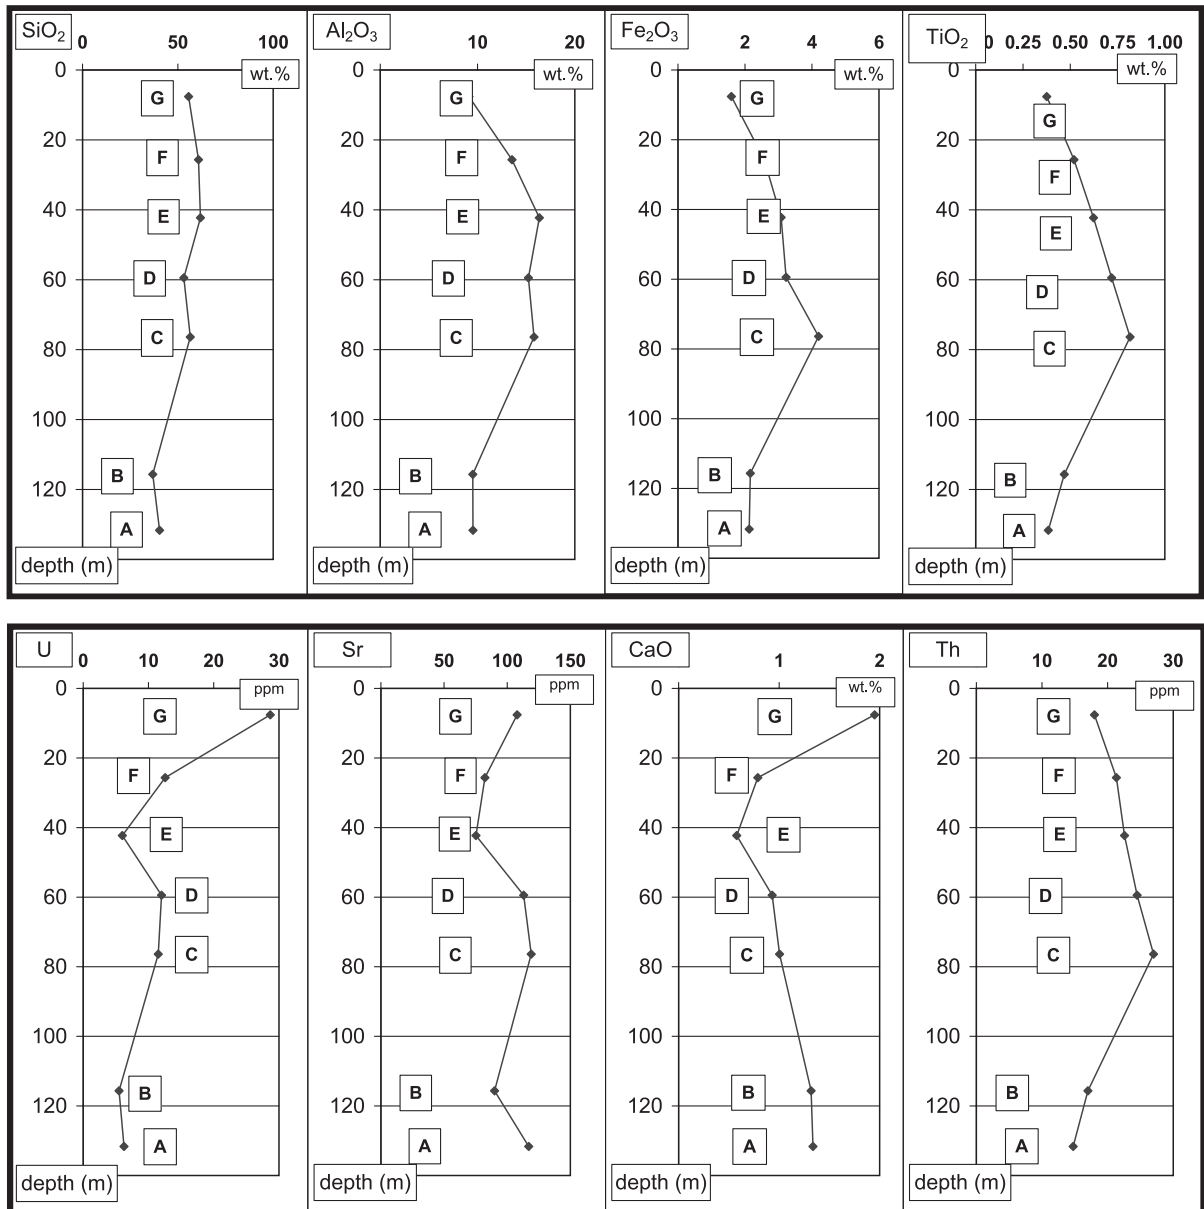 SiO2 0 50 100
wt.%
Al2O3 10 20
wt.%
Fe2O3 2 4 6
wt.%
TiO2 0 0.25 0.50 0.75 1.00
wt.%
0
20
40
60
80
100
120
depth (m)
G
F
E
D
C
B
A
0
20
40
60
80
100
120
depth (m)
G
F
E
D
C
B
A
0
20
40
60
80
100
120
depth (m)
G
F
E
D
C
B
A
0
20
40
60
80
100
120
depth (m)
G
F
E
D
C
B
A
U 0 10 20 30
ppm
Sr 50 100 150
ppm
CaO 1 2
wt.%
Th 10 20 30
ppm
0
20
40
60
80
100
120
depth (m)
G
F
E
D
C
B
A
0
20
40
60
80
100
120
depth (m)
G
F
E
D
C
B
A
0
20
40
60
80
100
120
depth (m)
G
F
E
D
C
B
A
0
20
40
60
80
100
120
depth (m)
G
F
E
D
C
B
A